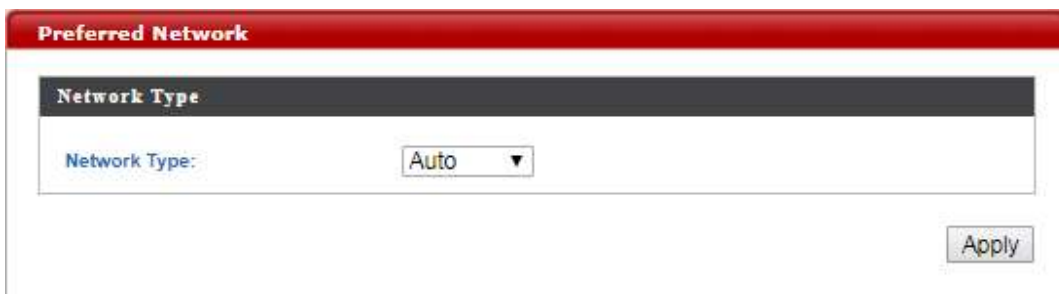 Preferred Network
Network Type
Network Type: Auto
Apply